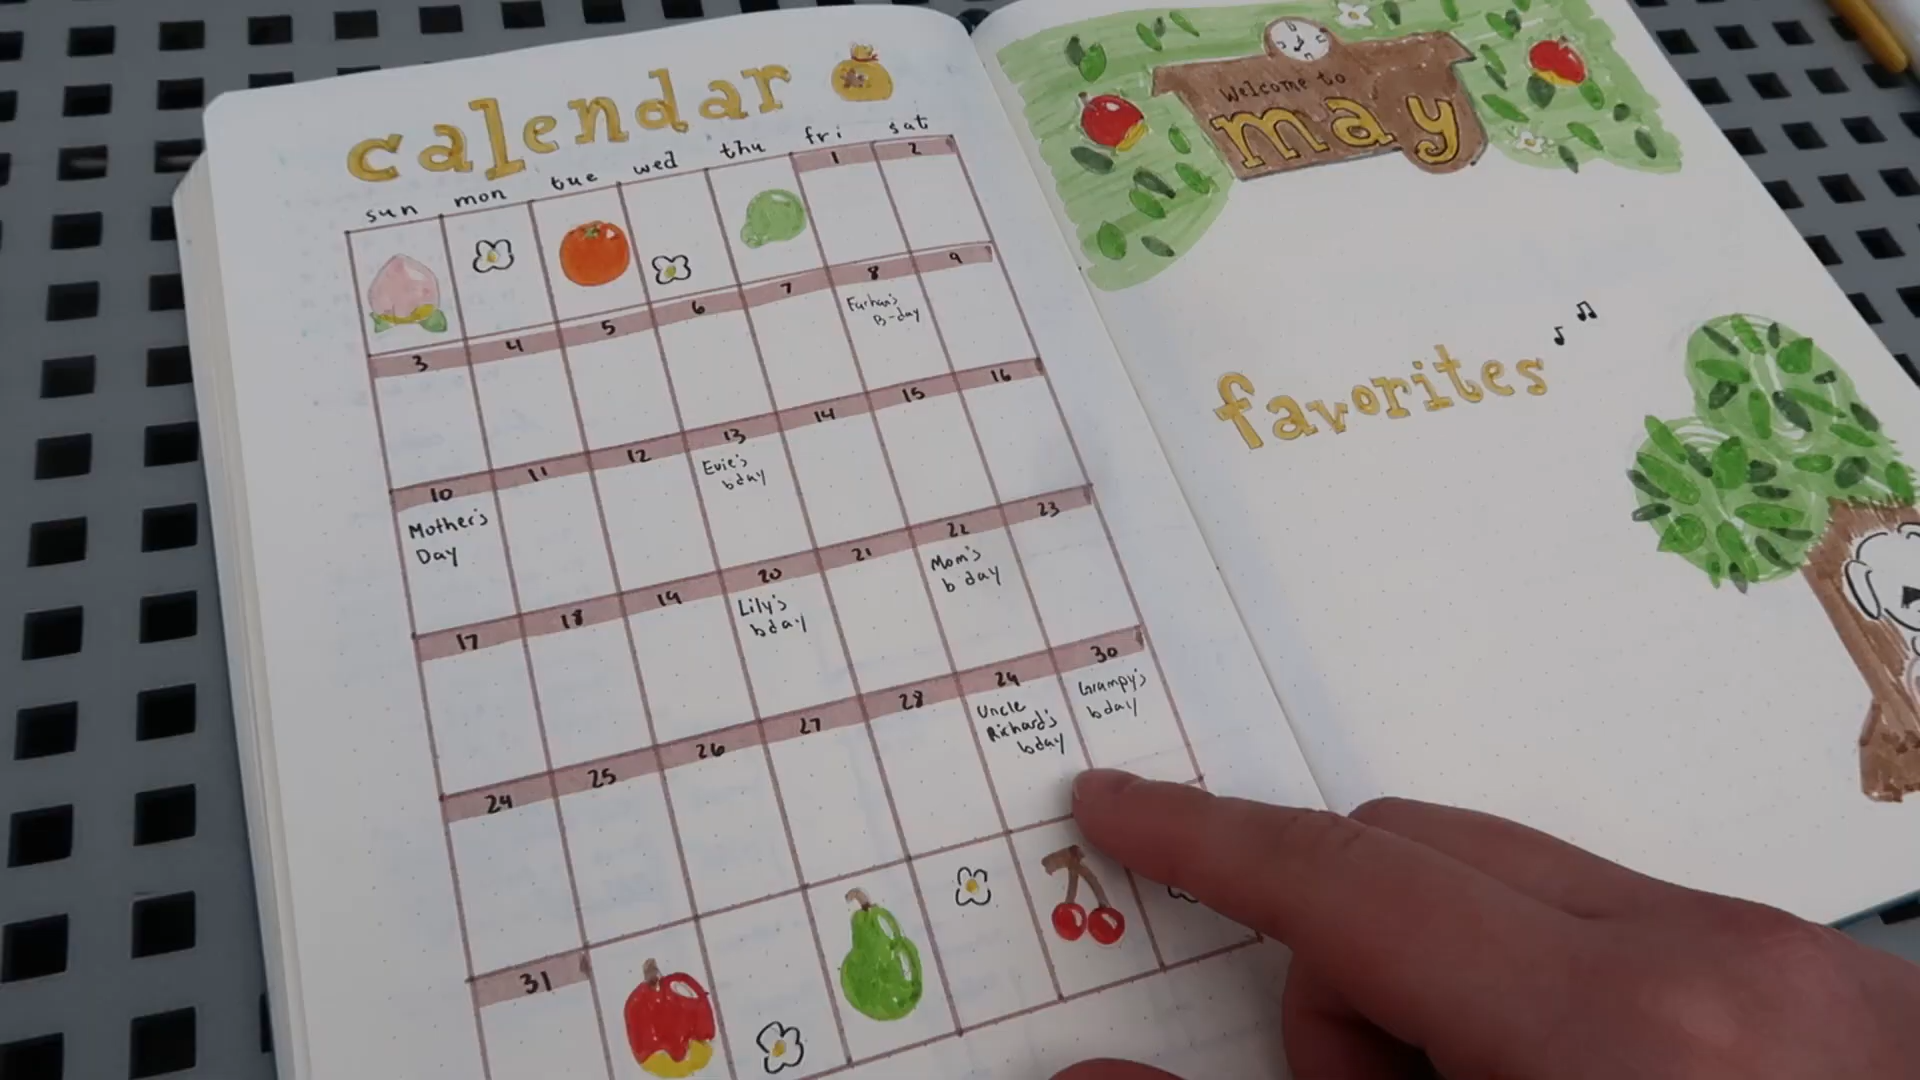 calendar
sun mon tue wed thu fri sat
1 2
3 4 5 6 7 8 9
B-day
10 11 12 13 14 15 16
Mother's
Day
Evie's
bday
17 18 19 20 21 22 23
Lily's
bday
Mom's
b day
24 25 26 27 28 29 30
Uncle
Richard's
bday
Grampy's
bday
31
Welcome to
may
favorites